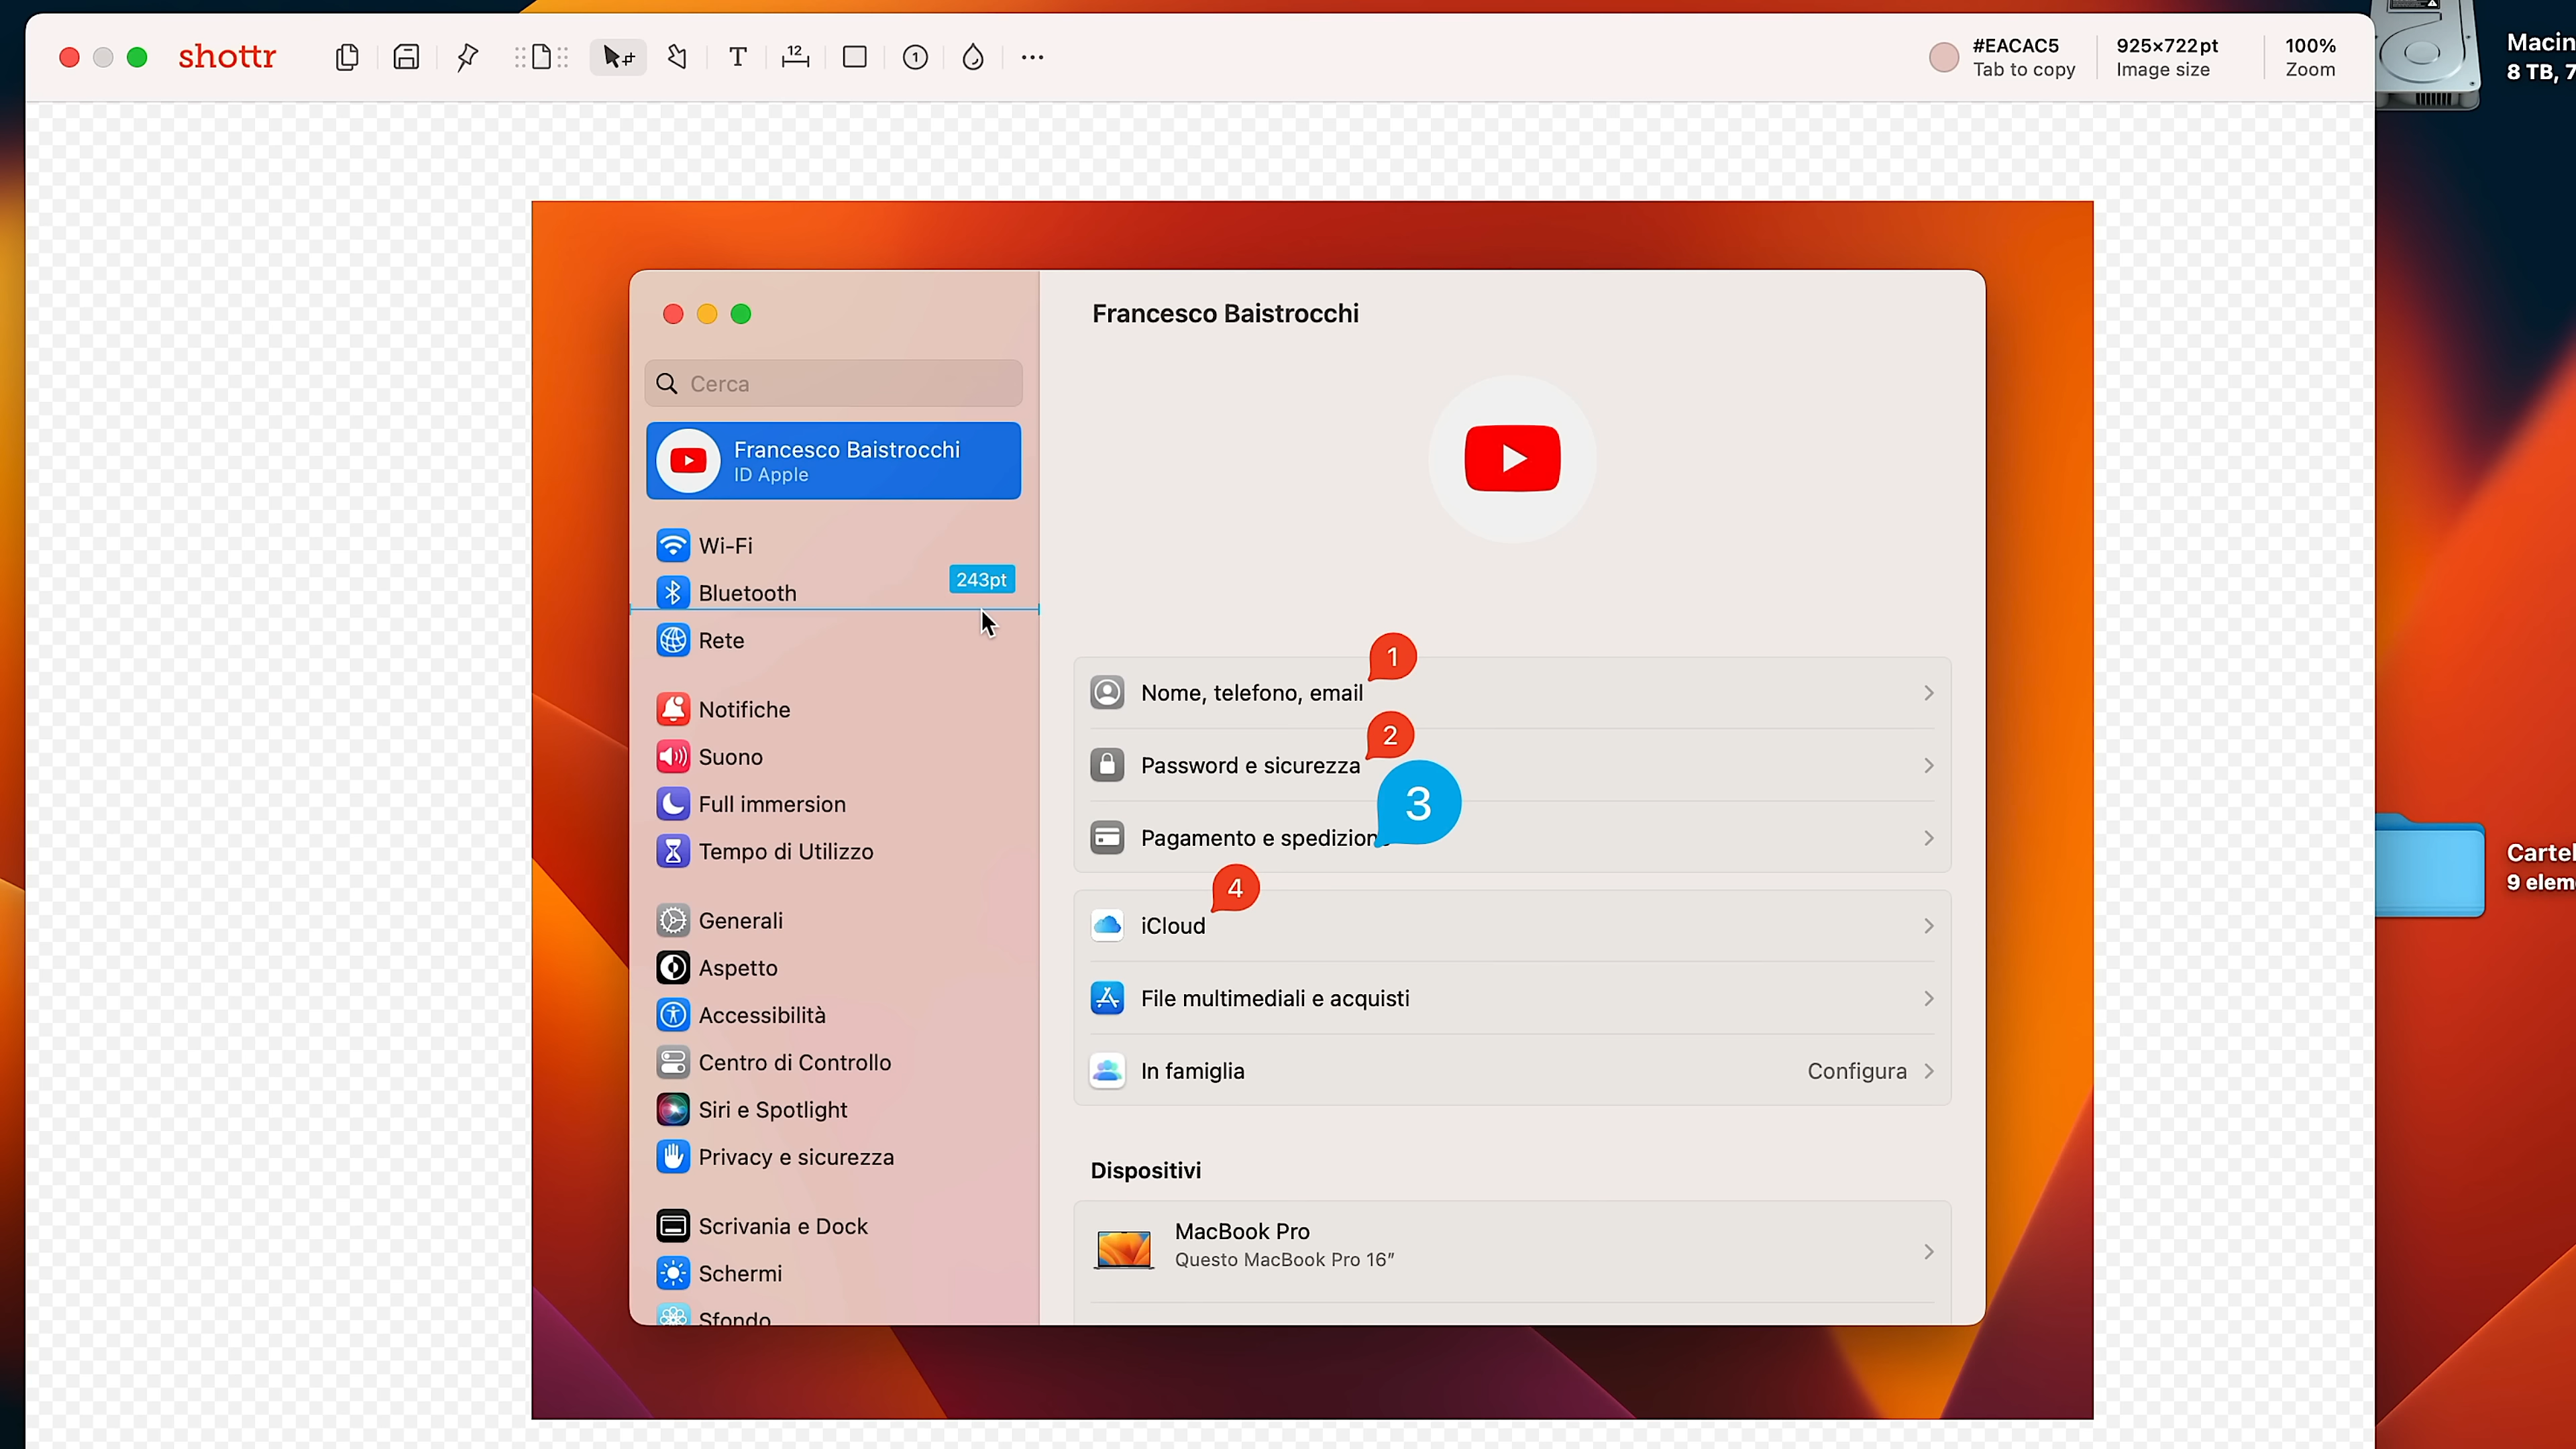 shottr
T
12
1
#EACAC5
Tab to copy
925×722pt
Image size
100%
Zoom
Macin
8 TB, 7
Francesco Baistrocchi
Cerca
Francesco Baistrocchi
ID Apple
Wi-Fi
Bluetooth
243pt
Rete
Notifiche
Suono
Full immersion
Tempo di Utilizzo
Generali
Aspetto
Accessibilità
Centro di Controllo
Siri e Spotlight
Privacy e sicurezza
Scrivania e Dock
Schermi
Sfondo
1
Nome, telefono, email
2
Password e sicurezza
3
Pagamento e spedizion
4
iCloud
File multimediali e acquisti
In famiglia
Configura
Dispositivi
MacBook Pro
Questo MacBook Pro 16″
Cartel
9 elem